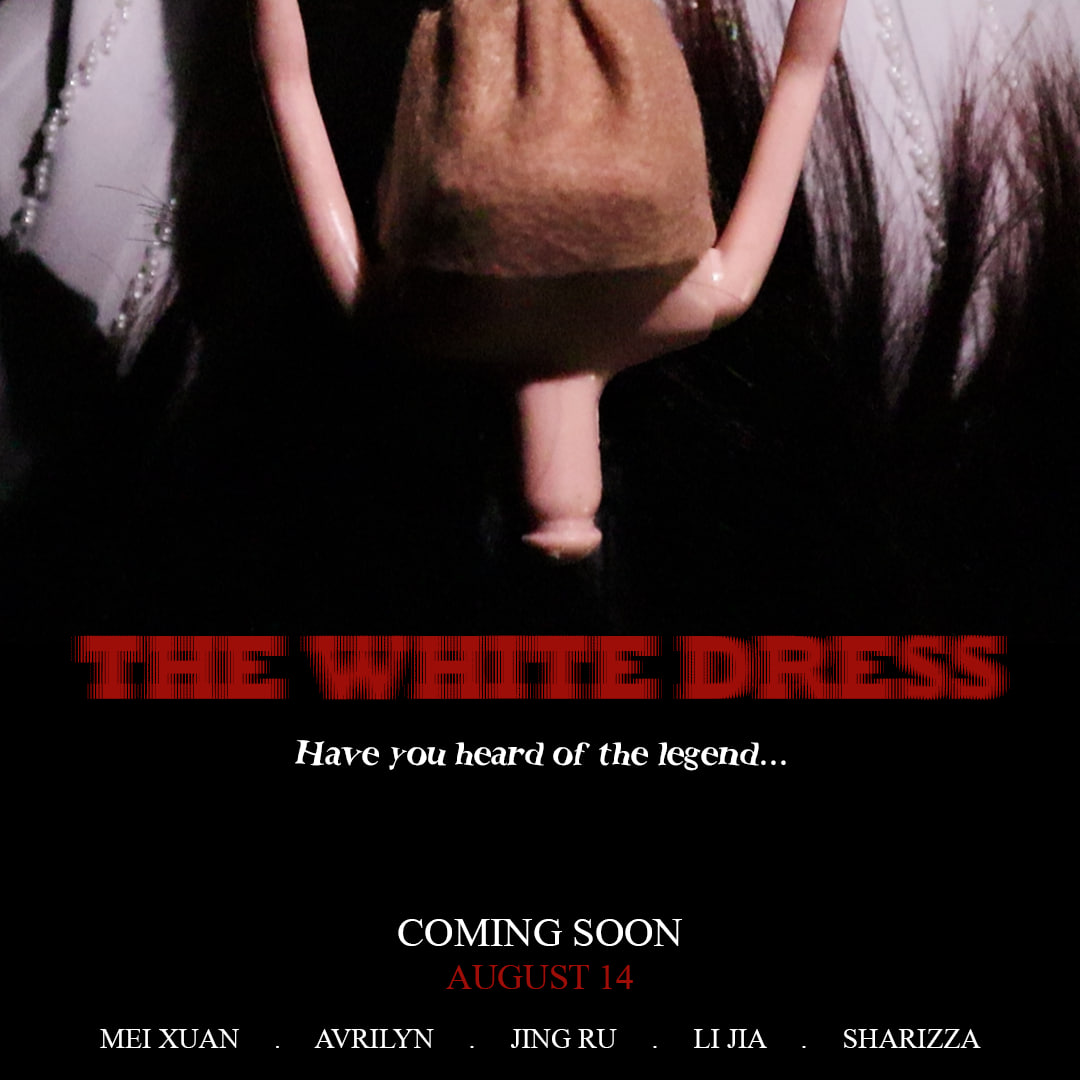 THE WHITE DRESS
Have you heard of the legend...
COMING SOON
AUGUST 14
MEI XUAN . AVRILYN . JING RU . LI JIA . SHARIZZA